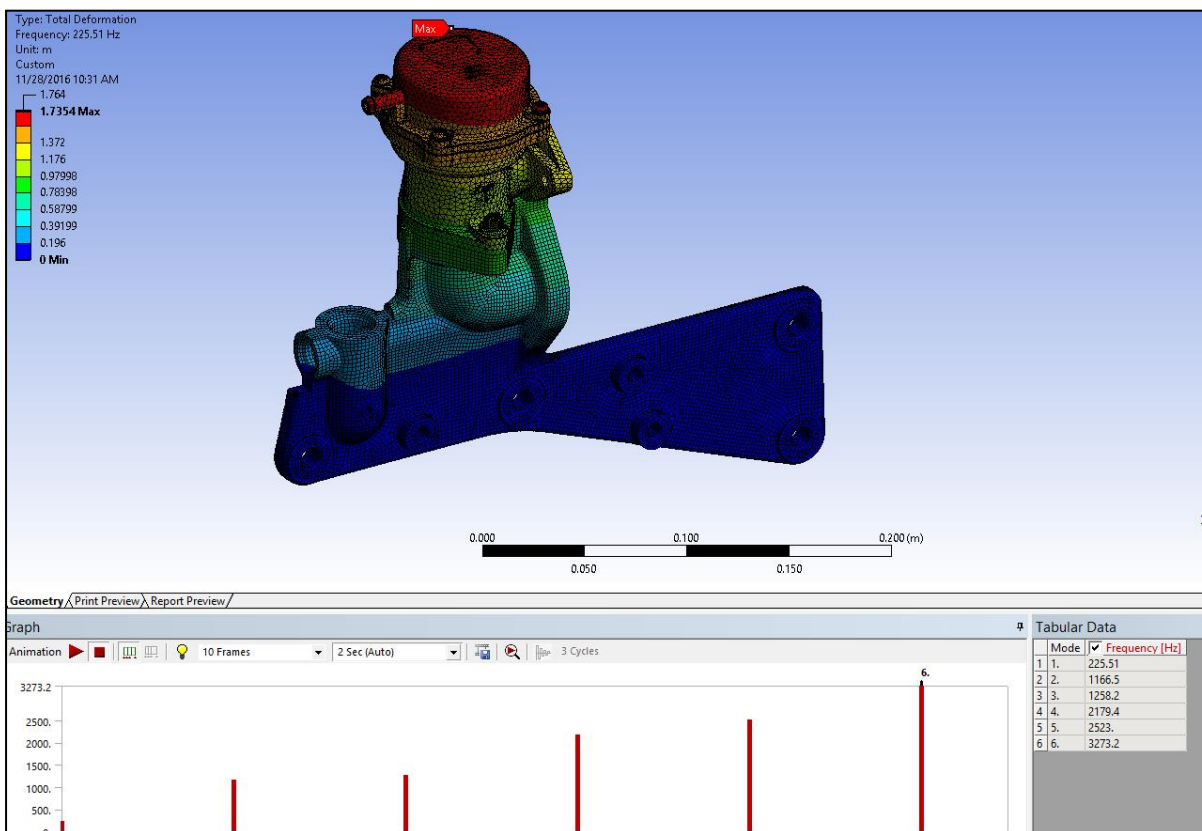 Type: Total Deformation
Frequency: 225.51 Hz
Unit: m
Custom
11/28/2016 10:31 AM
1.764
1.7354 Max
1.372
1.176
0.97998
0.78398
0.58799
0.39199
0.196
0 Min
Max
0.000 0.100 0.200 (m)
0.050 0.150
Geometry Print Preview Report Preview
Graph
Animation 10 Frames 2 Sec (Auto) 3 Cycles
6.
3273.2
2500.
2000.
1500.
1000.
500.
Tabular Data
Mode Frequency [Hz]
1 1. 225.51
2 2. 1166.5
3 3. 1258.2
4 4. 2179.4
5 5. 2523.
6 6. 3273.2